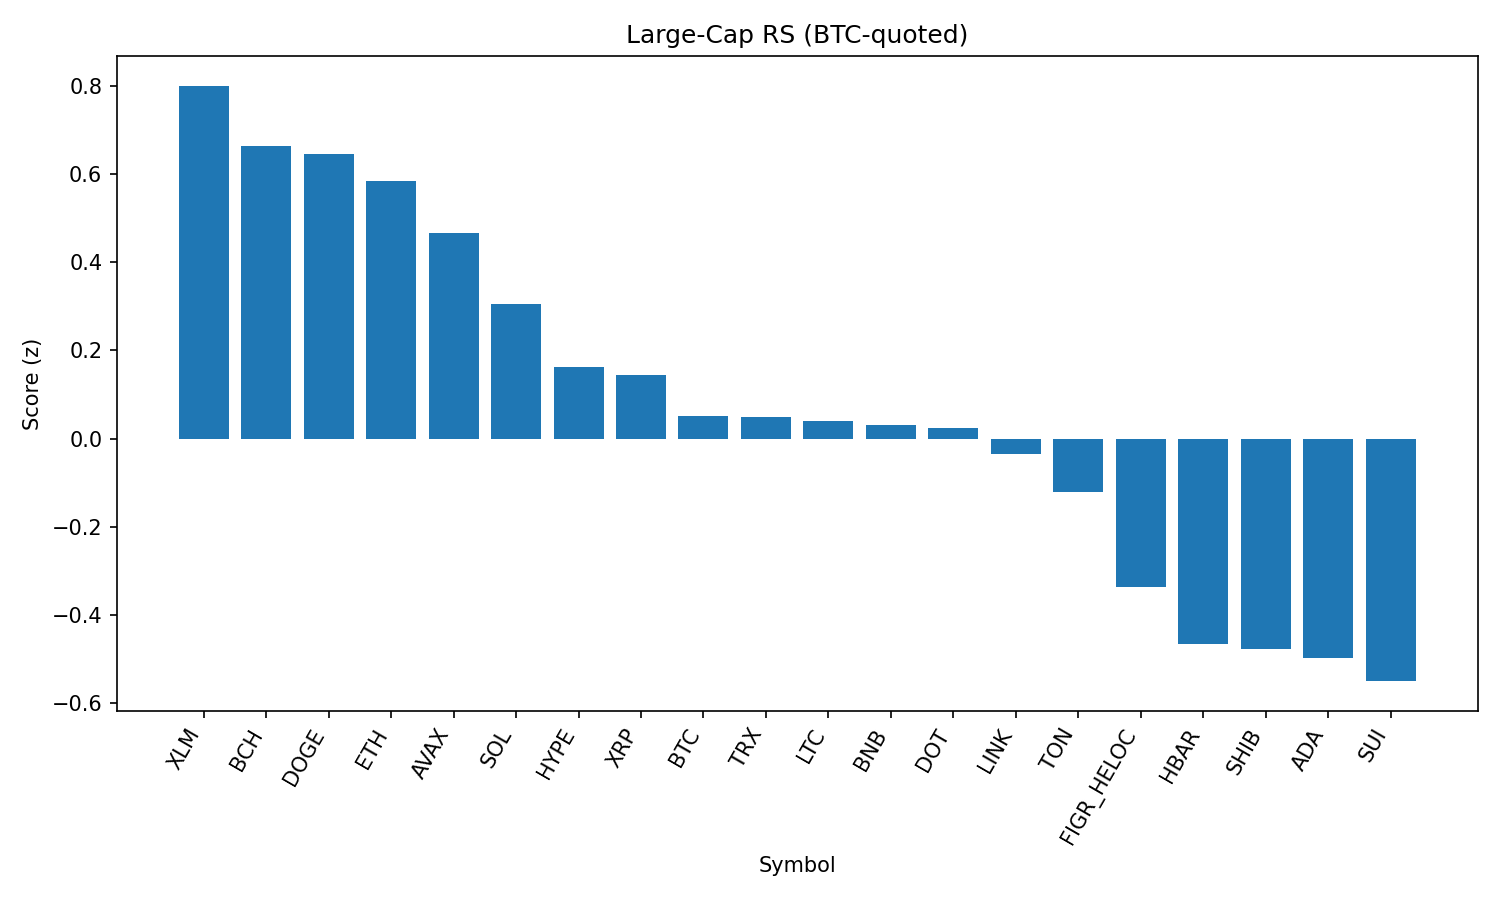 Large-Cap RS (BTC-quoted)
Score (z)
0.8
0.6
0.4
0.2
0.0
−0.2
−0.4
−0.6
XLM
BCH
DOGE
ETH
AVAX
SOL
HYPE
XRP
BTC
TRX
LTC
BNB
DOT
LINK
TON
FIGR_HELOC
HBAR
SHIB
ADA
SUI
Symbol